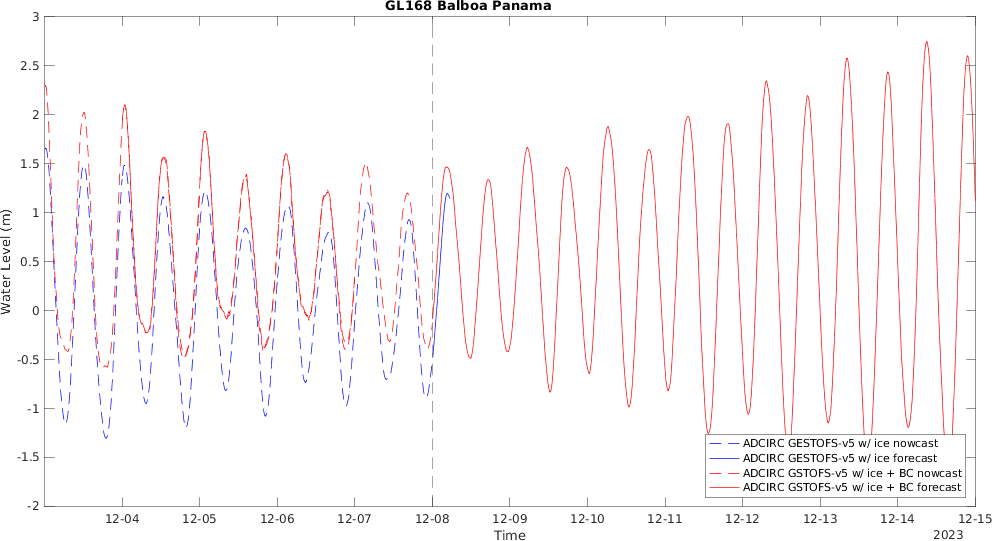 GL168 Balboa Panama
3
2.5
2
1.5
1
0.5
0
-0.5
-1
-1.5
-2
Water Level (m)
ADCIRC GESTOFS-v5 w/ ice nowcast
ADCIRC GESTOFS-v5 w/ ice forecast
ADCIRC GSTOFS-v5 w/ ice + BC nowcast
ADCIRC GSTOFS-v5 w/ ice + BC forecast
12-04 12-05 12-06 12-07 12-08 12-09 12-10 12-11 12-12 12-13 12-14 12-15
Time
2023